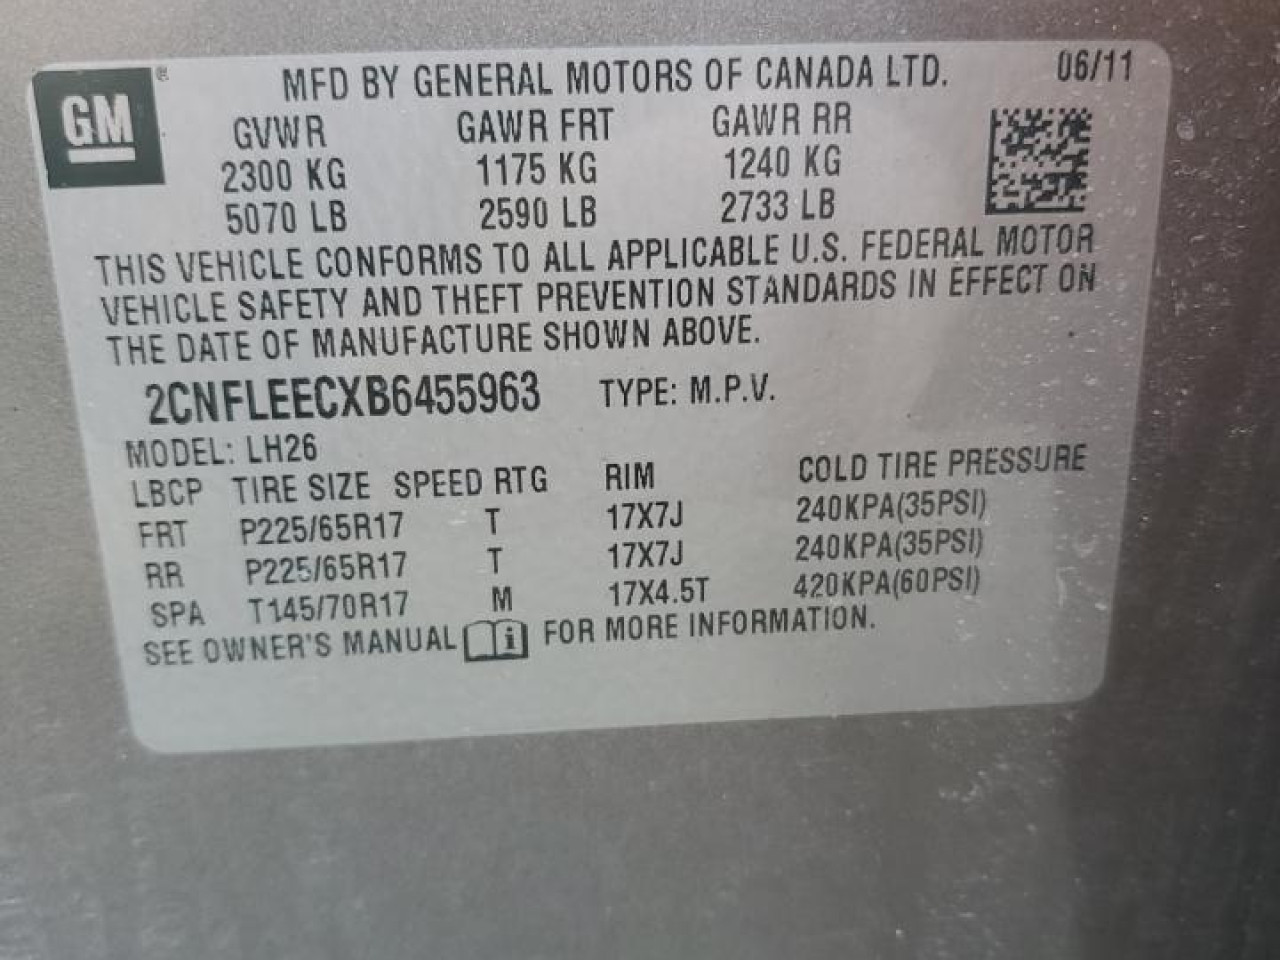 GM
®
MFD BY GENERAL MOTORS OF CANADA LTD. 06/11
GVWR GAWR FRT GAWR RR
2300 KG 1175 KG 1240 KG
5070 LB 2590 LB 2733 LB
THIS VEHICLE CONFORMS TO ALL APPLICABLE U.S. FEDERAL MOTOR
VEHICLE SAFETY AND THEFT PREVENTION STANDARDS IN EFFECT ON
THE DATE OF MANUFACTURE SHOWN ABOVE.
2CNFLEECXB6455963 TYPE: M.P.V.
MODEL: LH26
LBCP TIRE SIZE SPEED RTG RIM COLD TIRE PRESSURE
FRT P225/65R17 T 17X7J 240KPA(35PSI)
RR P225/65R17 T 17X7J 240KPA(35PSI)
SPA T145/70R17 M 17X4.5T 420KPA(60PSI)
SEE OWNER'S MANUAL i FOR MORE INFORMATION.